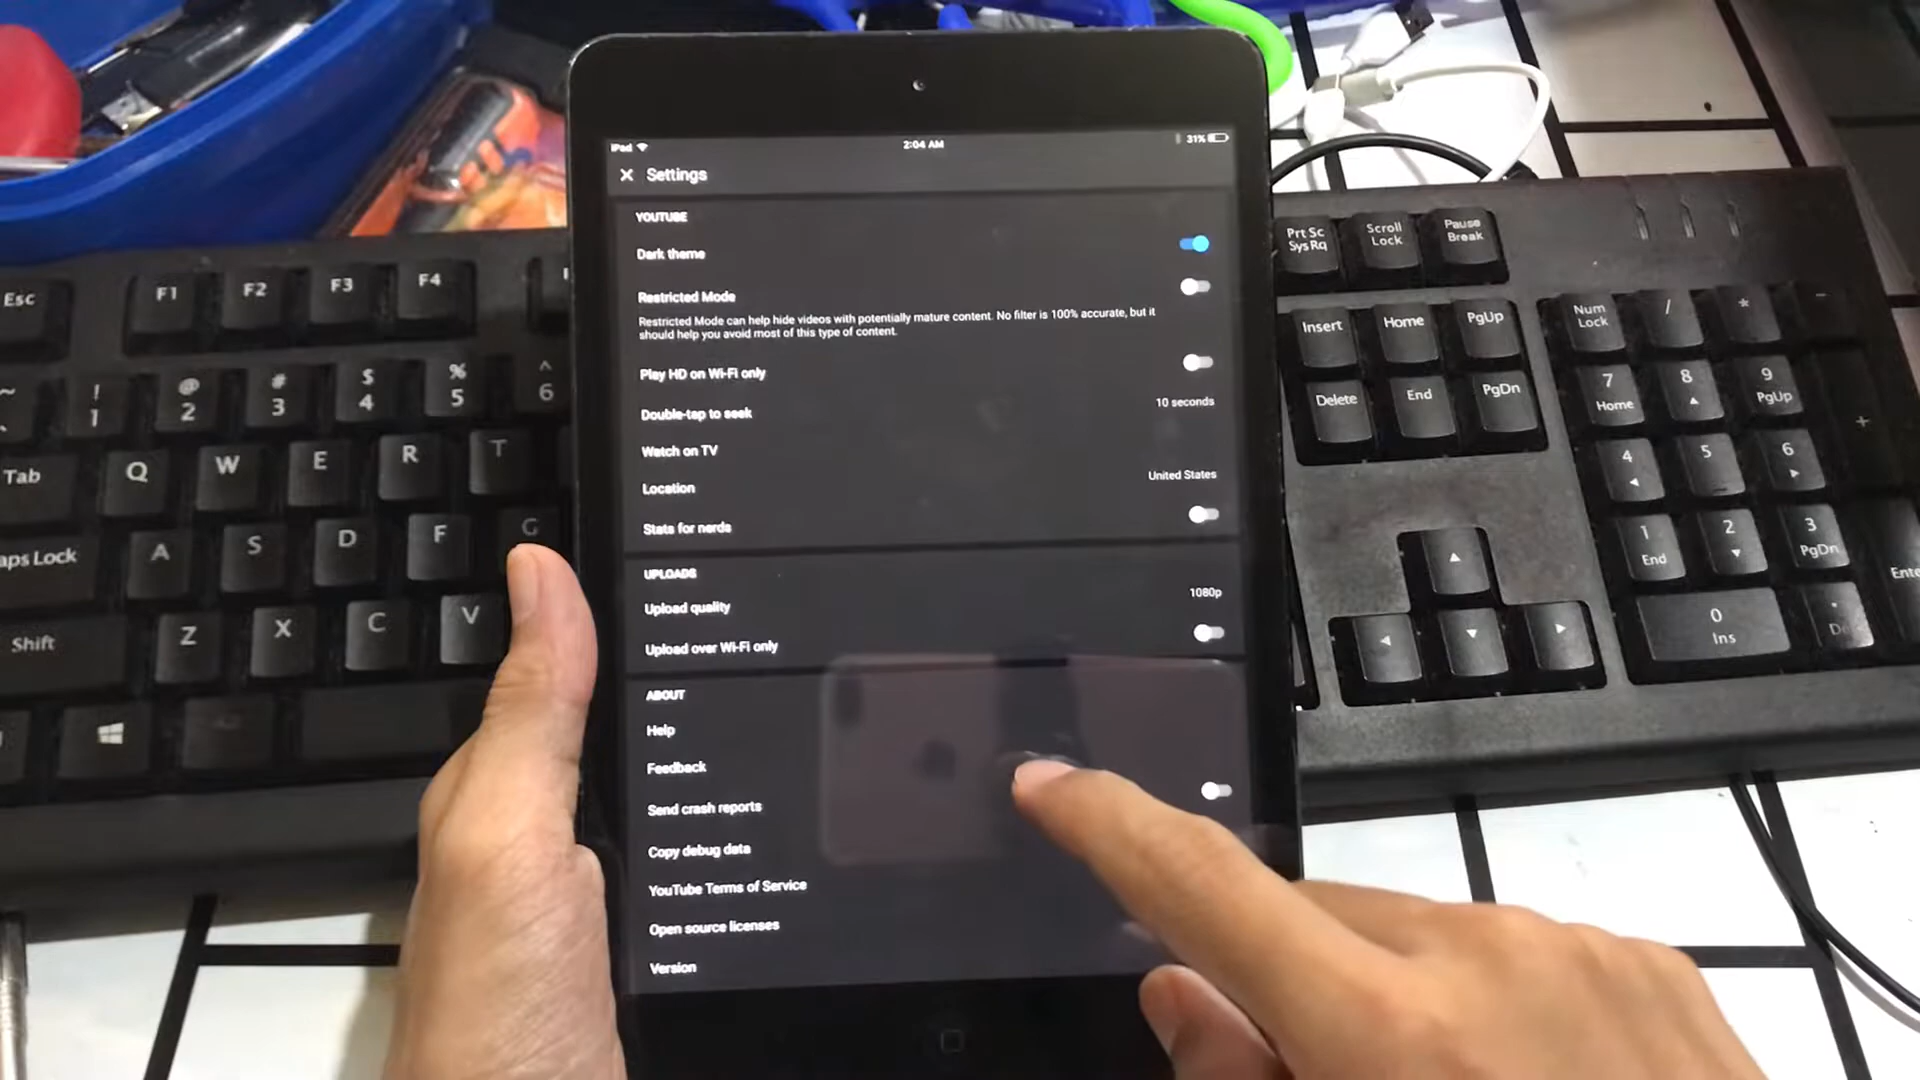 iPad
2:04 AM
31%
Settings
YOUTUBE
Dark theme
Restricted Mode
Restricted Mode can help hide videos with potentially mature content. No filter is 100% accurate, but it
should help you avoid most of this type of content.
Play HD on Wi-Fi only
Double-tap to seek
10 seconds
Watch on TV
Location
United States
Stats for nerds
UPLOADS
Upload quality
1080p
Upload over Wi-Fi only
ABOUT
Help
Feedback
Send crash reports
Copy debug data
YouTube Terms of Service
Open source licenses
Version
Esc
F1
F2
F3
F4
~
! 1
@ 2
# 3
$ 4
% 5
^ 6
Tab
Q
W
E
R
T
aps Lock
A
S
D
F
G
Shift
Z
X
C
V
Prt Sc
SysRq
Scroll
Lock
Pause
Break
Insert
Home
PgUp
Delete
End
PgDn
Num
Lock
/
*
-
7
Home
8
9
PgUp
+
4
5
6
1
End
2
3
PgDn
Enter
0
Ins